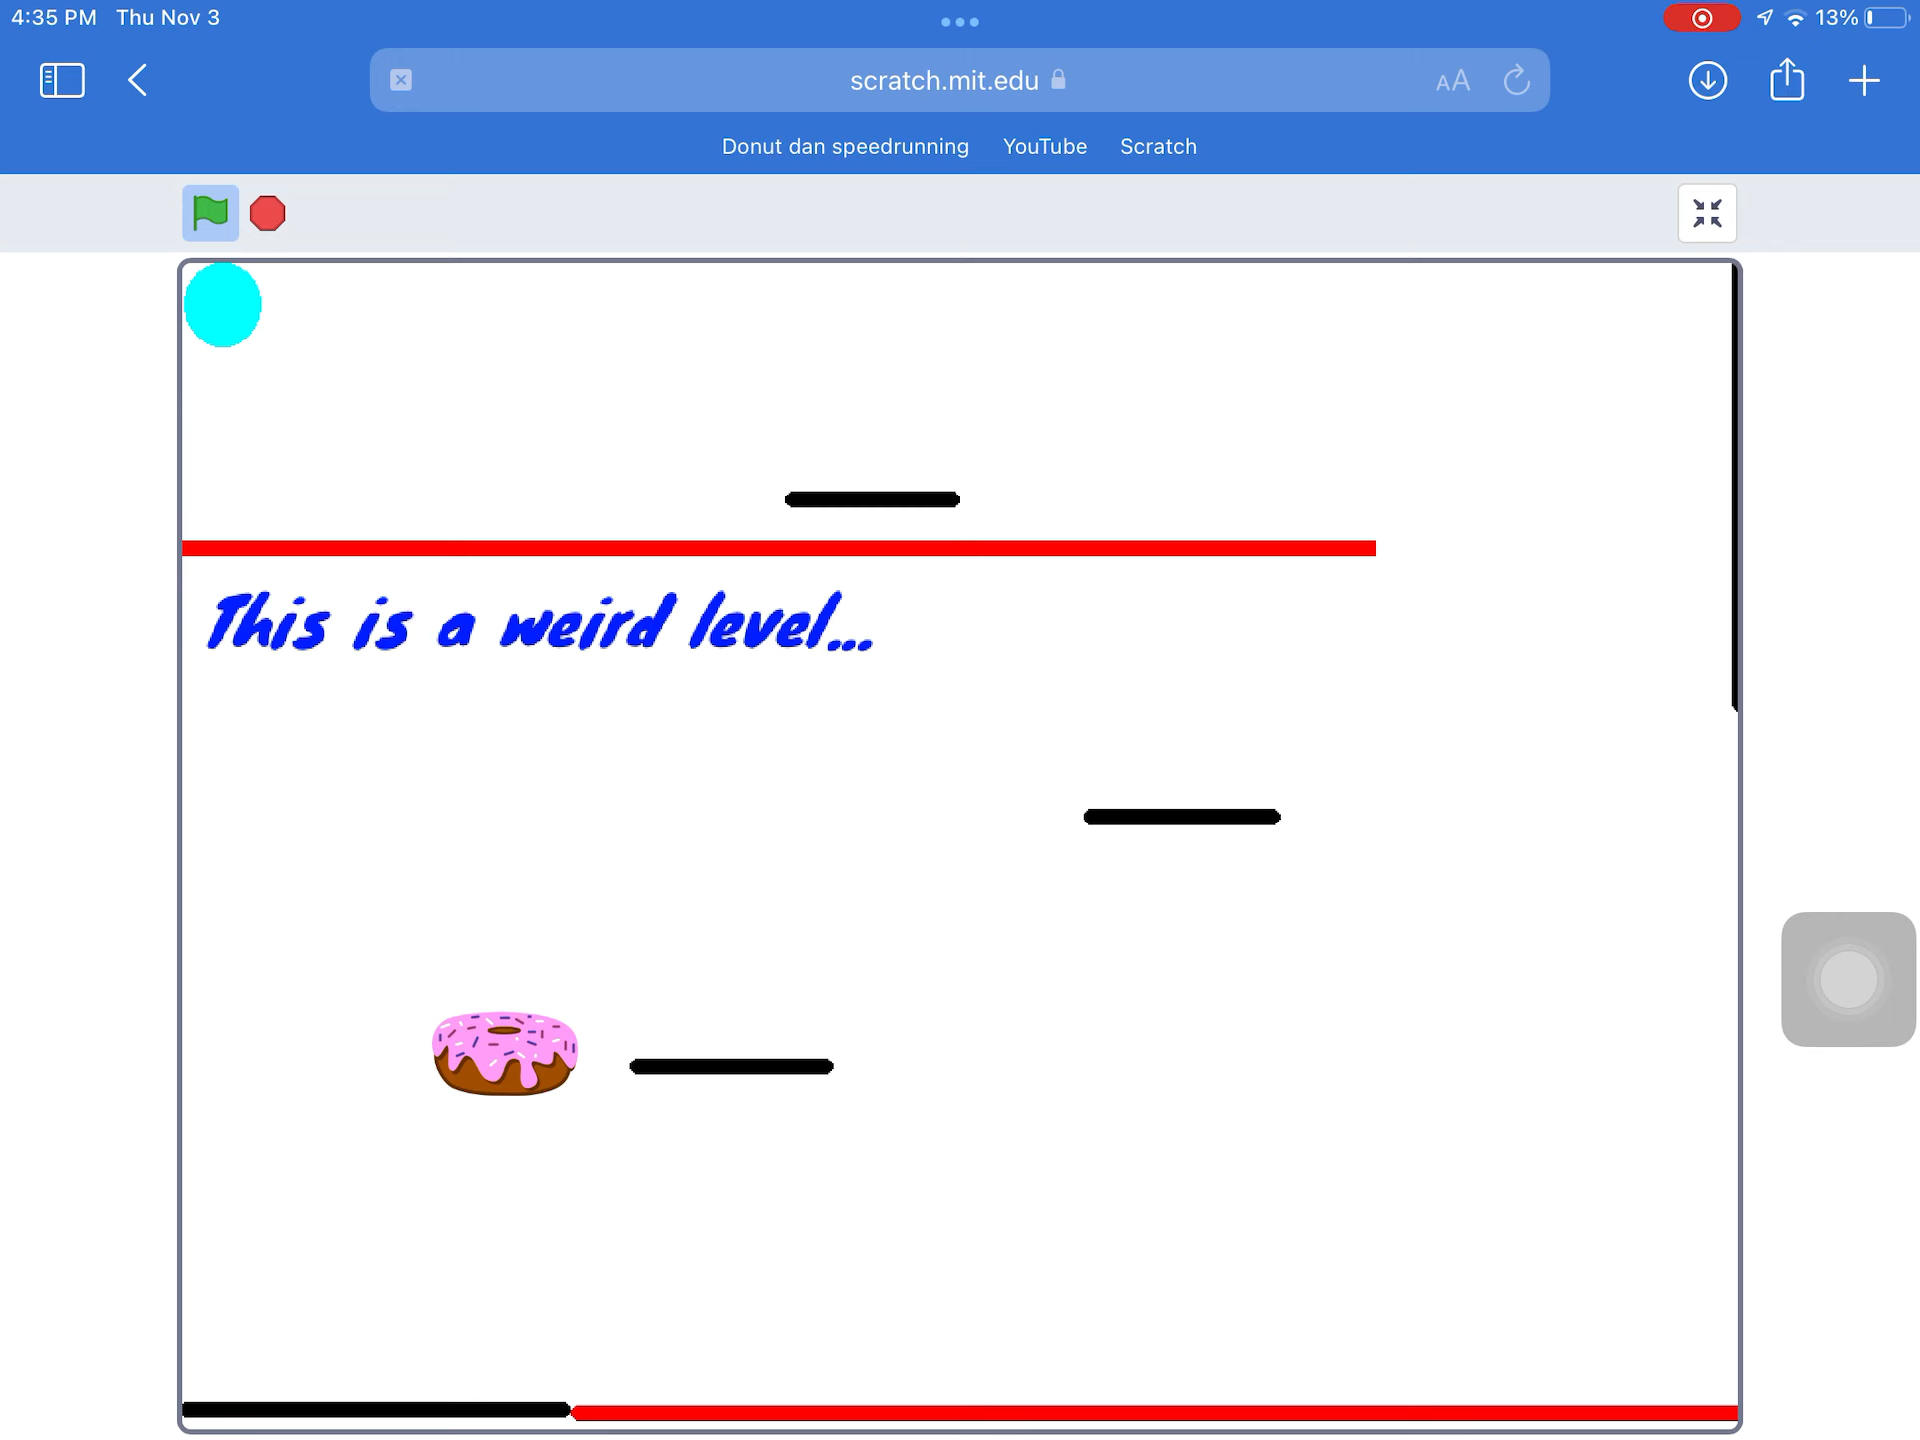 4:35 PM Thu Nov 3
13%
scratch.mit.edu
AA
Donut dan speedrunning YouTube Scratch
This is a weird level...